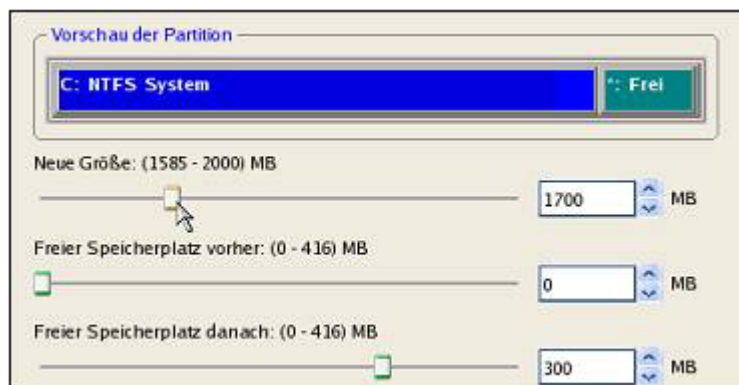 Vorschau der Partition
C: NTFS System
*: Frei
Neue Größe: (1585 - 2000) MB
1700 MB
Freier Speicherplatz vorher: (0 - 416) MB
0 MB
Freier Speicherplatz danach: (0 - 416) MB
300 MB